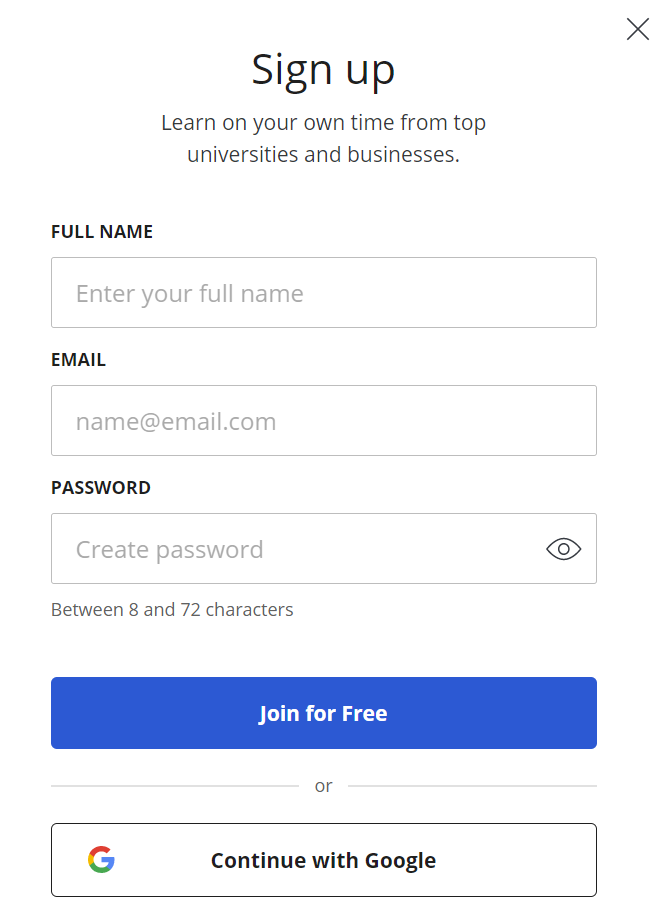 Sign up
Learn on your own time from top
universities and businesses.
FULL NAME
Enter your full name
EMAIL
name@email.com
PASSWORD
Create password
Between 8 and 72 characters
Join for Free
or
Continue with Google